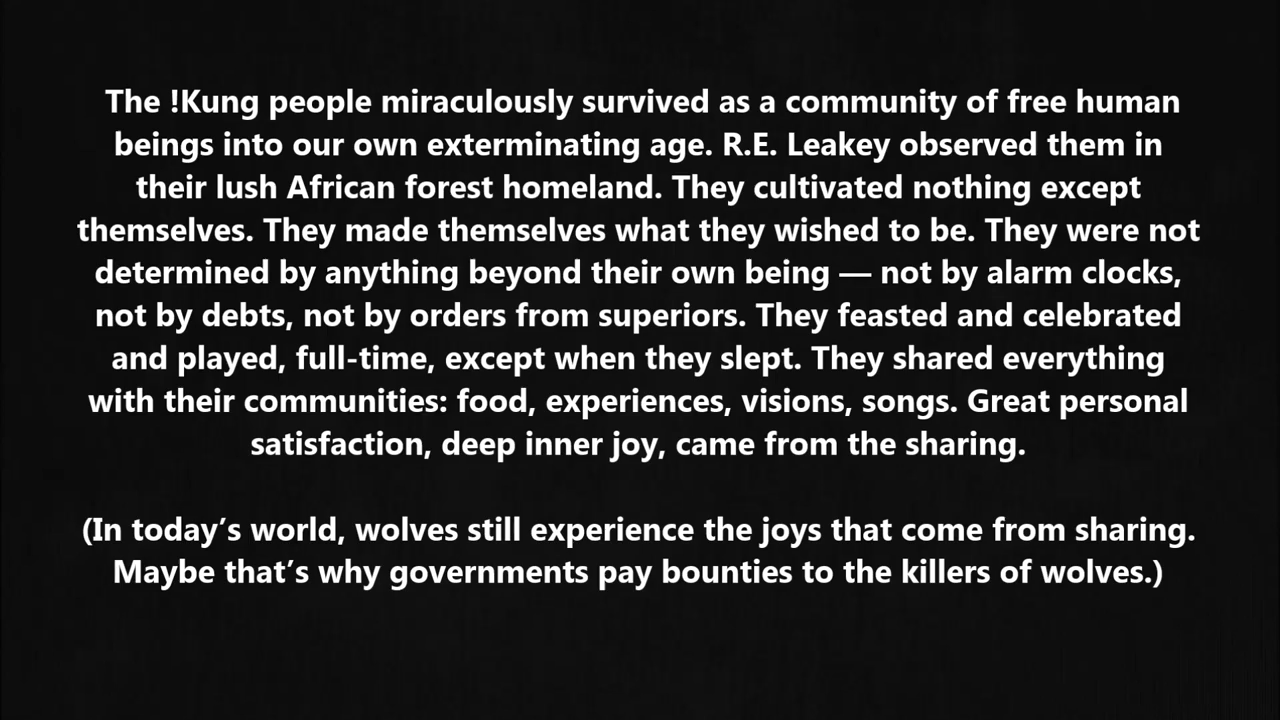 The !Kung people miraculously survived as a community of free human
beings into our own exterminating age. R.E. Leakey observed them in
their lush African forest homeland. They cultivated nothing except
themselves. They made themselves what they wished to be. They were not
determined by anything beyond their own being — not by alarm clocks,
not by debts, not by orders from superiors. They feasted and celebrated
and played, full-time, except when they slept. They shared everything
with their communities: food, experiences, visions, songs. Great personal
satisfaction, deep inner joy, came from the sharing.
(In today’s world, wolves still experience the joys that come from sharing.
Maybe that’s why governments pay bounties to the killers of wolves.)